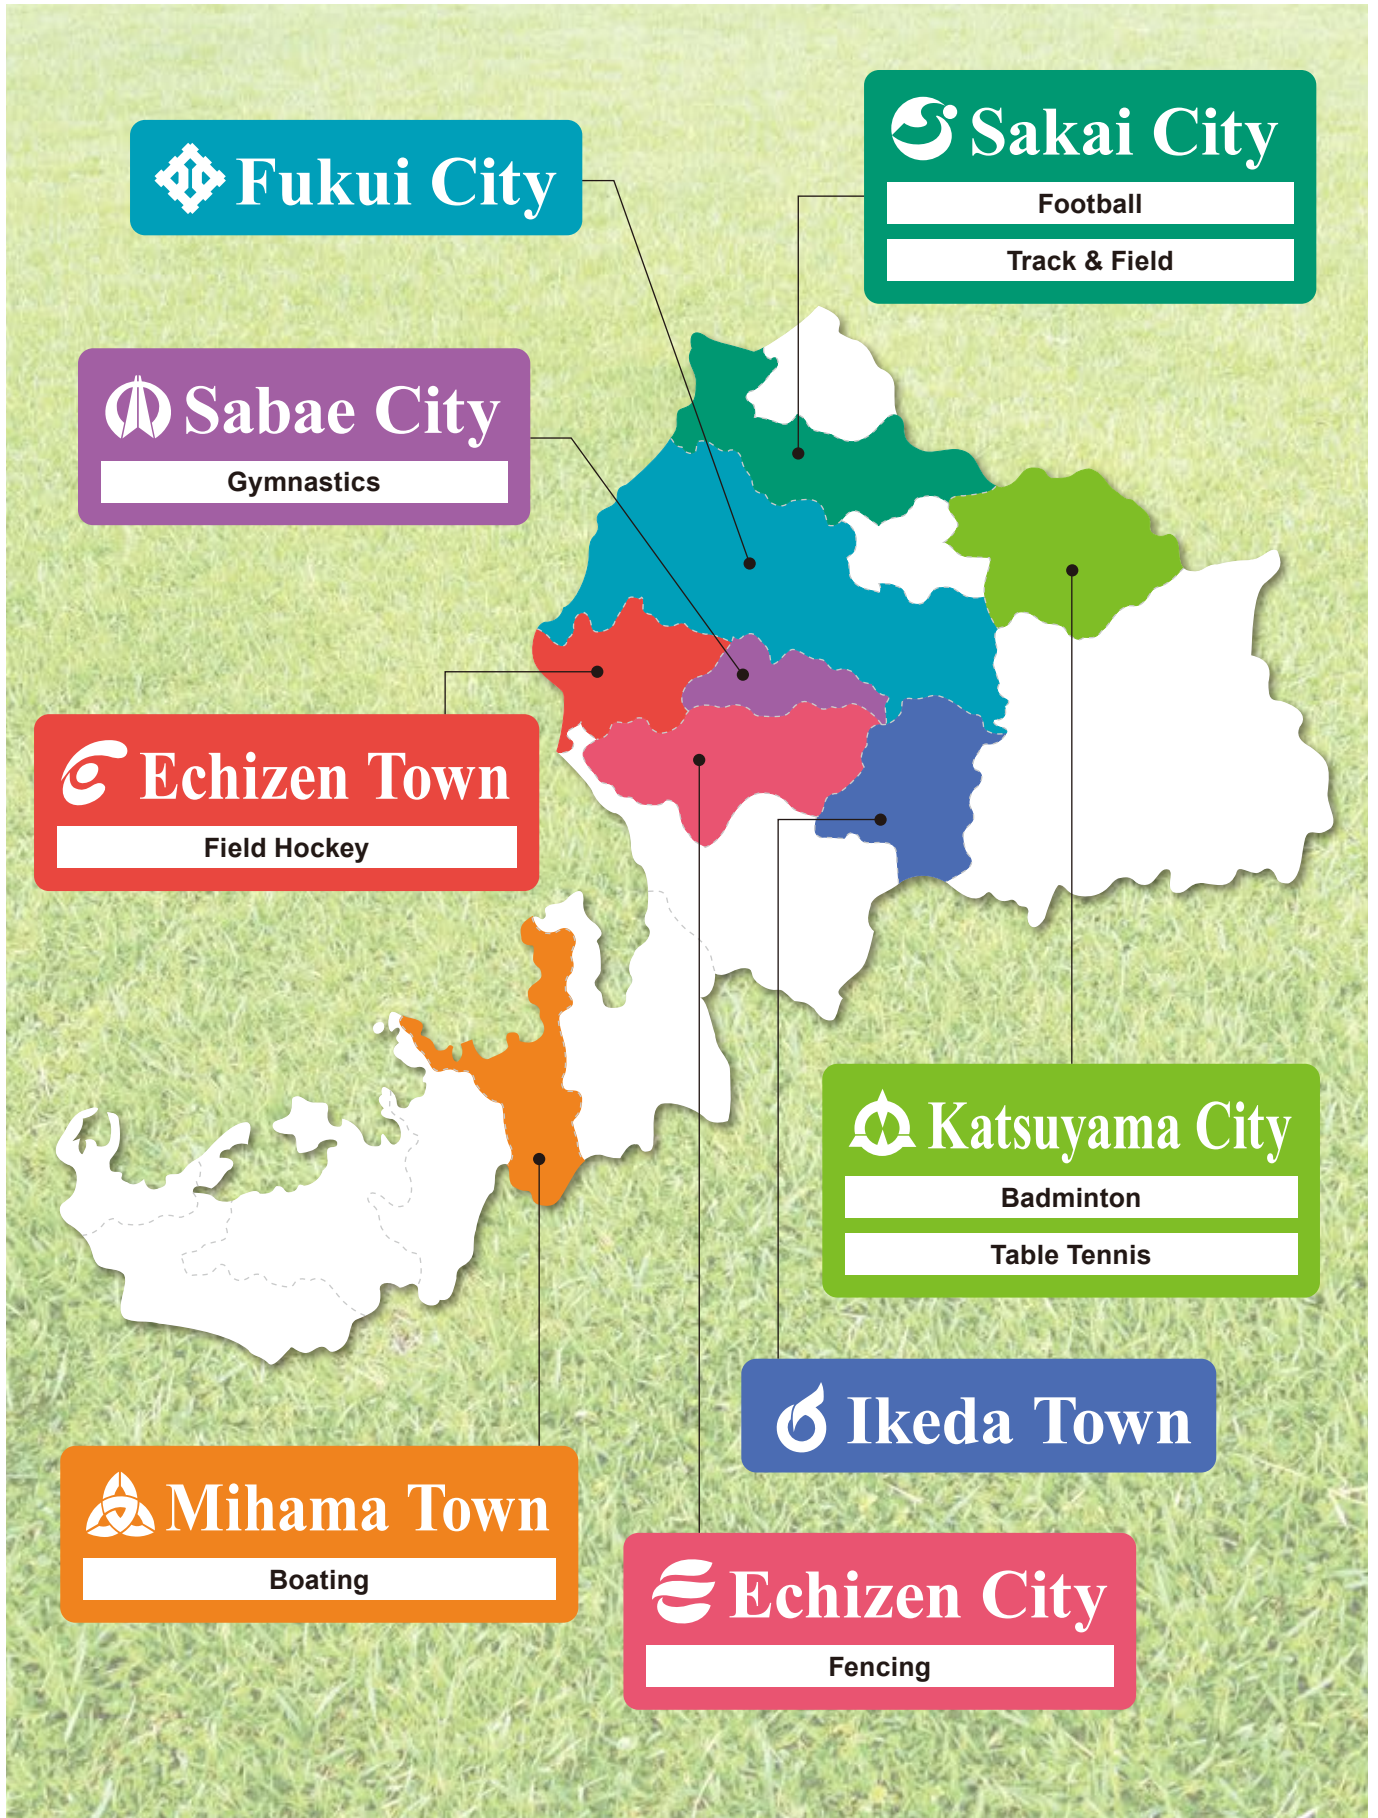 Fukui City
Sakai City
Football
Track & Field
Sabae City
Gymnastics
Echizen Town
Field Hockey
Katsuyama City
Badminton
Table Tennis
Ikeda Town
Mihama Town
Boating
Echizen City
Fencing